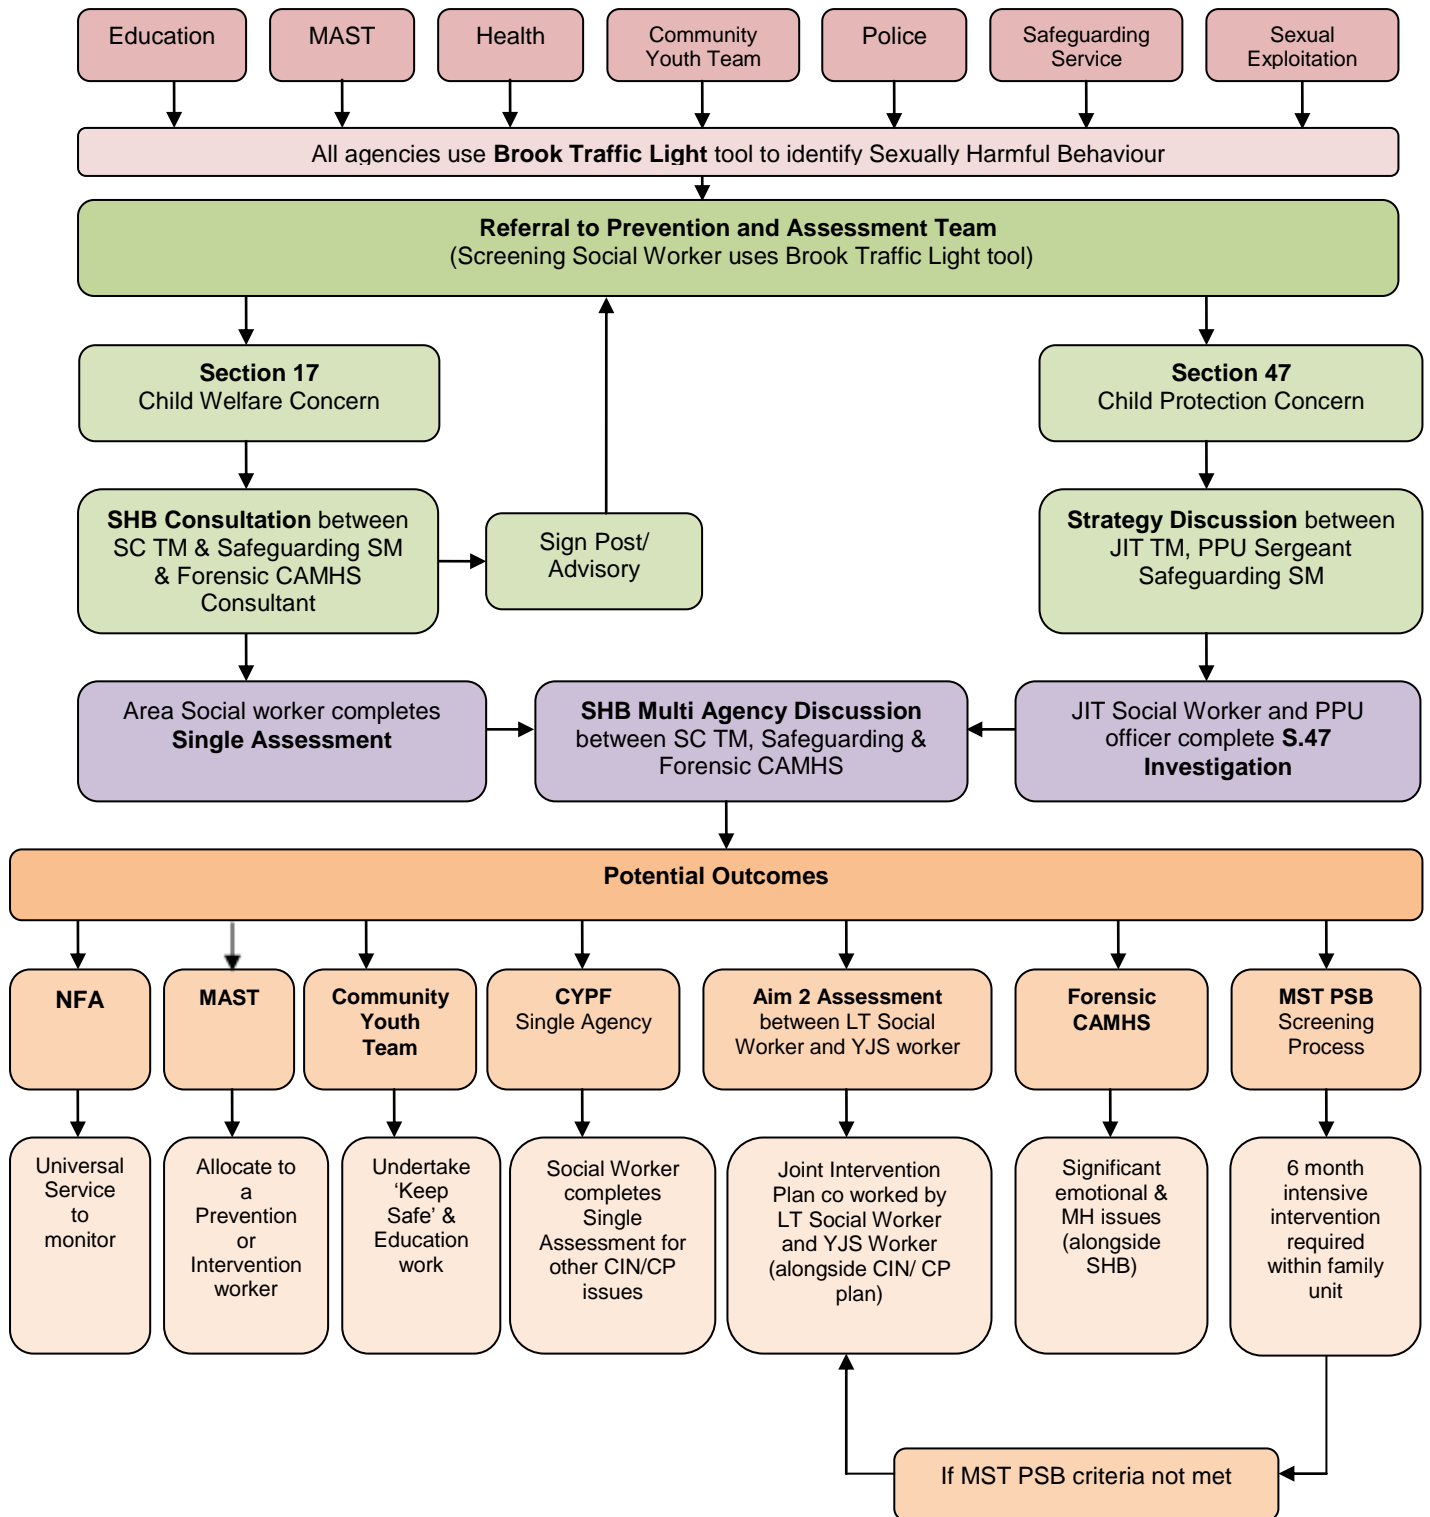 Education
MAST
Health
Community
Youth Team
Police
Safeguarding
Service
Sexual
Exploitation
All agencies use Brook Traffic Light tool to identify Sexually Harmful Behaviour
Referral to Prevention and Assessment Team
(Screening Social Worker uses Brook Traffic Light tool)
Section 17
Child Welfare Concern
Section 47
Child Protection Concern
SHB Consultation between
SC TM & Safeguarding SM
& Forensic CAMHS
Consultant
Sign Post/
Advisory
Strategy Discussion between
JIT TM, PPU Sergeant
Safeguarding SM
Area Social worker completes
Single Assessment
SHB Multi Agency Discussion
between SC TM, Safeguarding &
Forensic CAMHS
JIT Social Worker and PPU
officer complete S.47
Investigation
Potential Outcomes
NFA
MAST
Community
Youth
Team
CYPF
Single Agency
Aim 2 Assessment
between LT Social
Worker and YJS worker
Forensic
CAMHS
MST PSB
Screening
Process
Universal
Service
to
monitor
Allocate to
a
Prevention
or
Intervention
worker
Undertake
‘Keep
Safe’ &
Education
work
Social Worker
completes
Single
Assessment for
other CIN/CP
issues
Joint Intervention
Plan co worked by
LT Social Worker
and YJS Worker
(alongside CIN/ CP
plan)
Significant
emotional &
MH issues
(alongside
SHB)
6 month
intensive
intervention
required
within family
unit
If MST PSB criteria not met